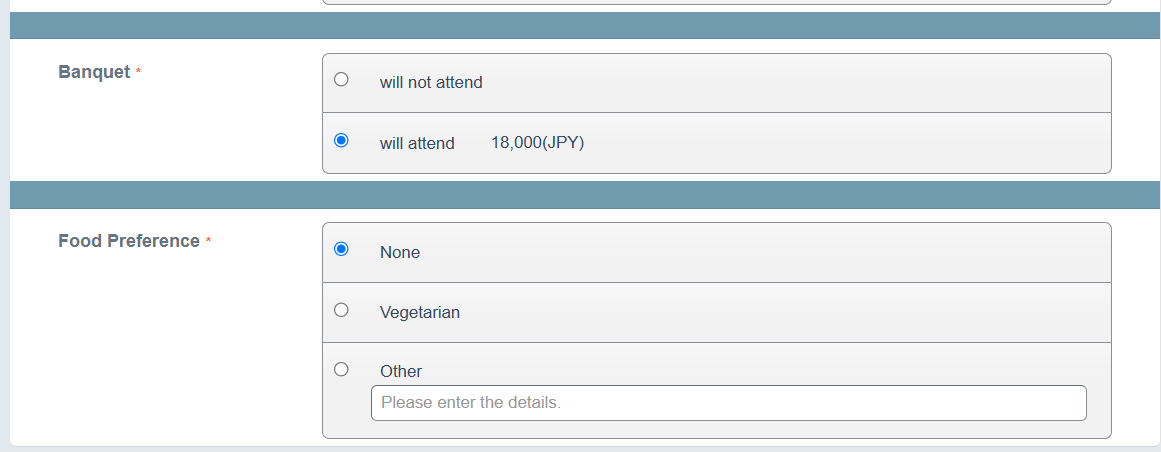 Banquet *
will not attend
will attend 18,000(JPY)
Food Preference *
None
Vegetarian
Other
Please enter the details.